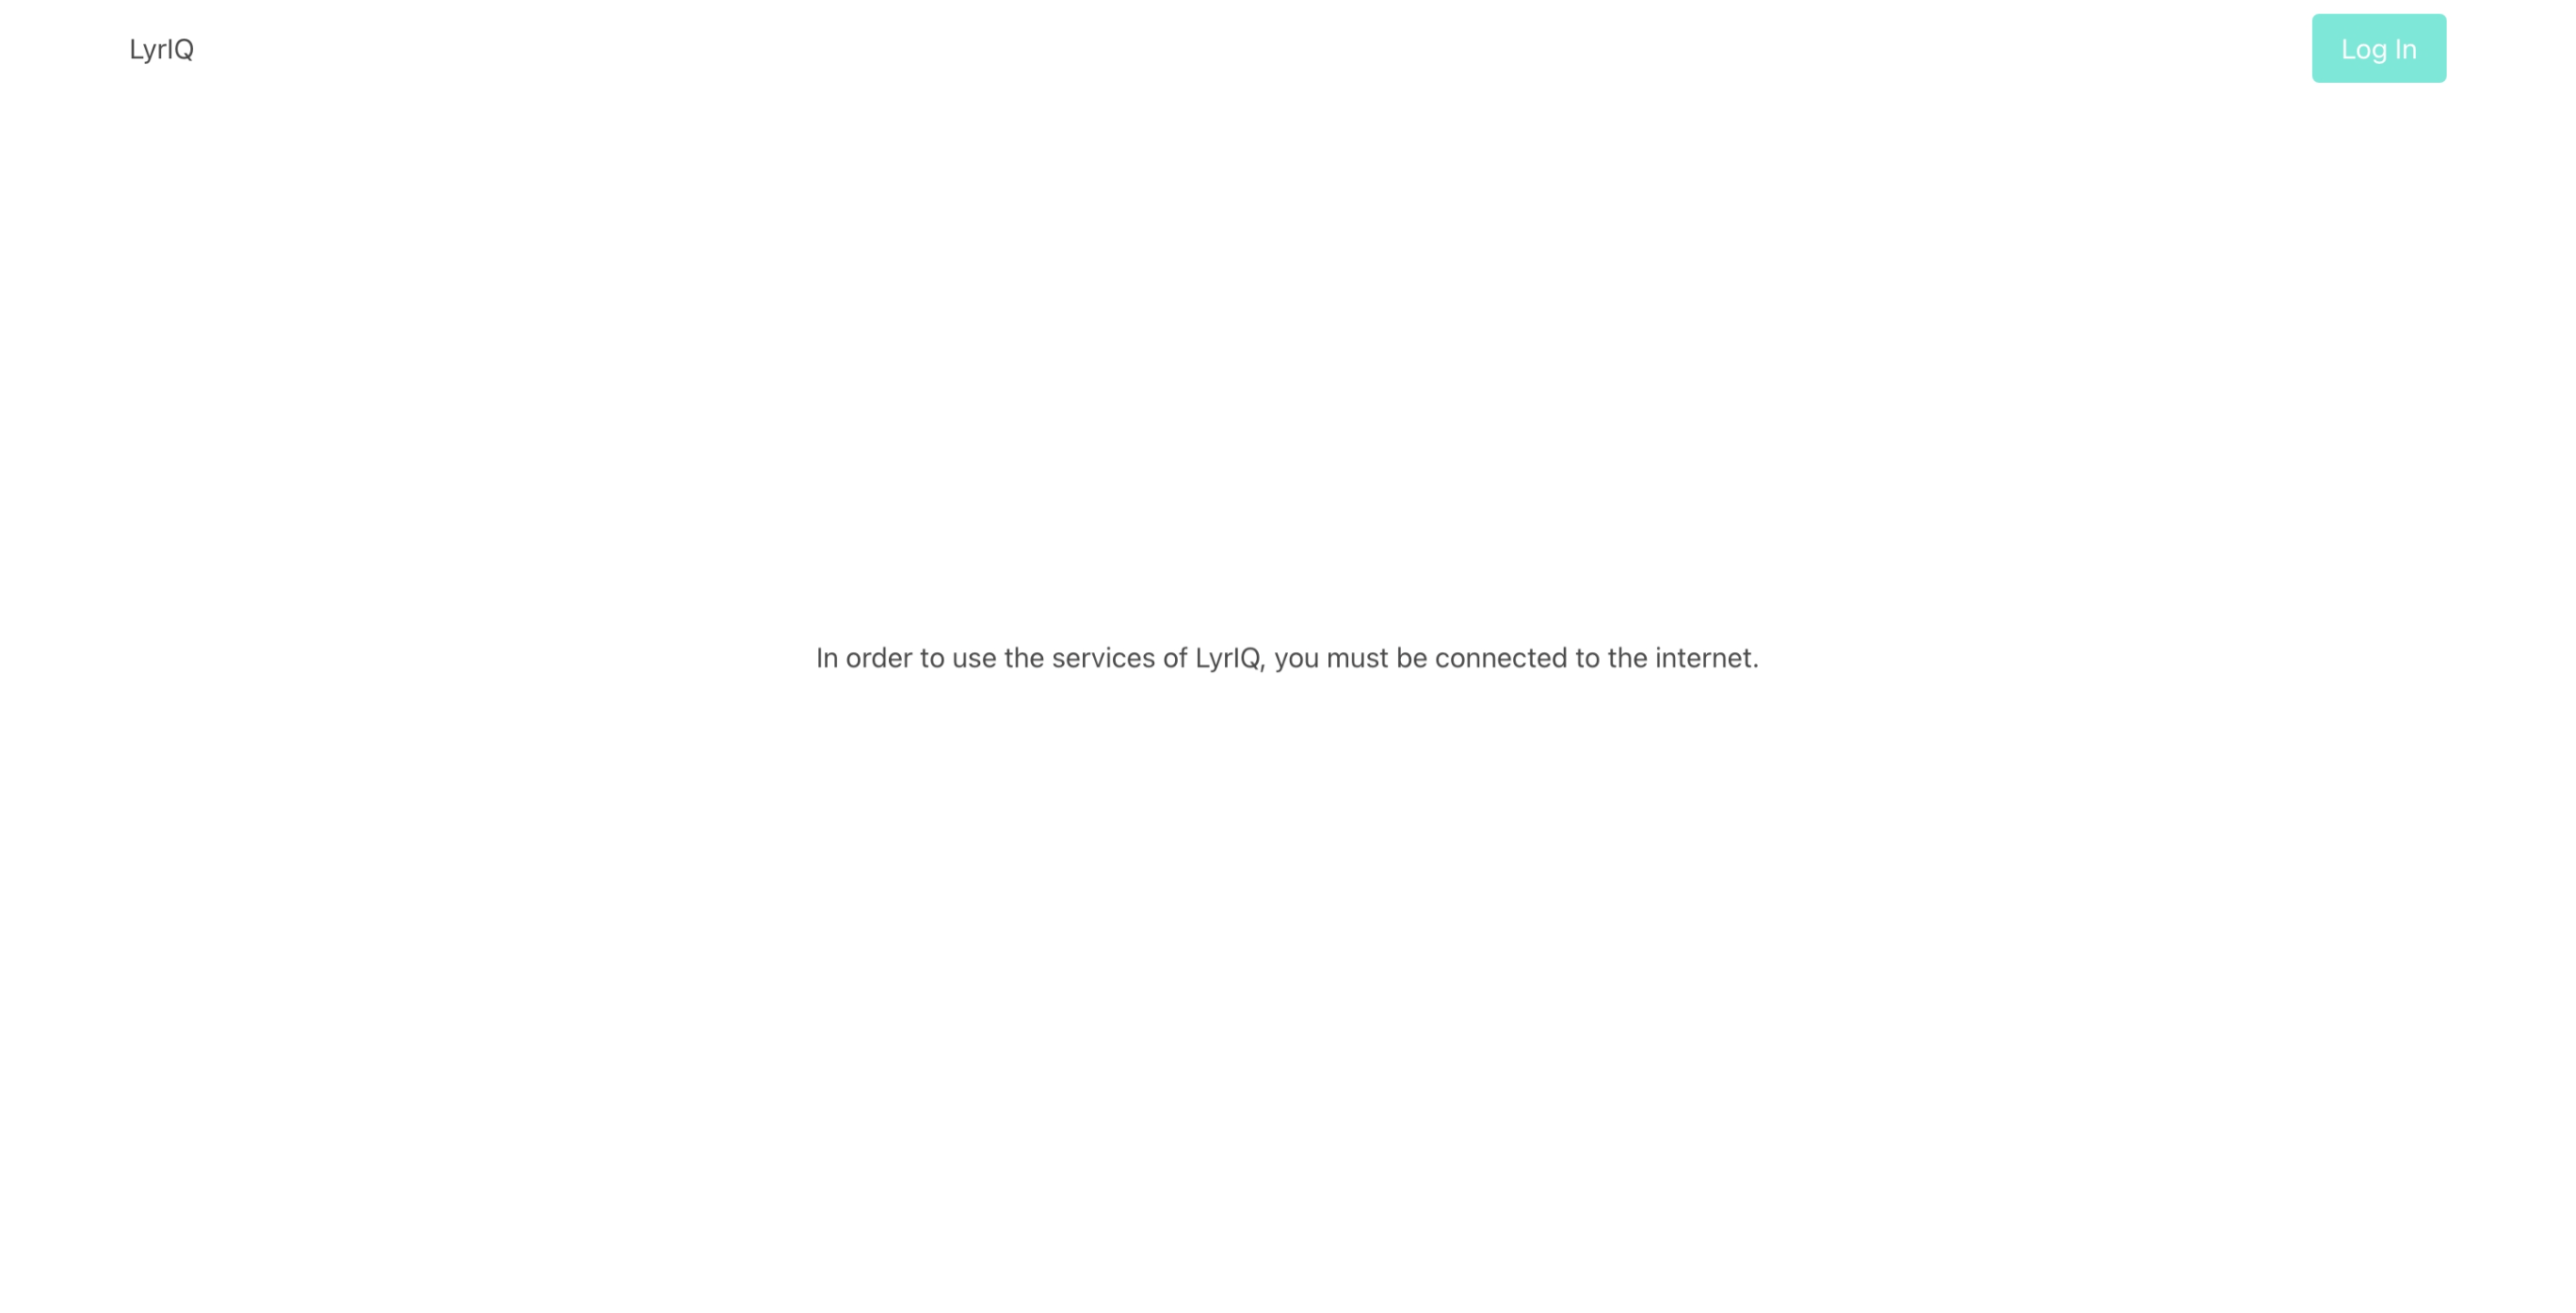 LyrIQ
Log In
In order to use the services of LyrIQ, you must be connected to the internet.